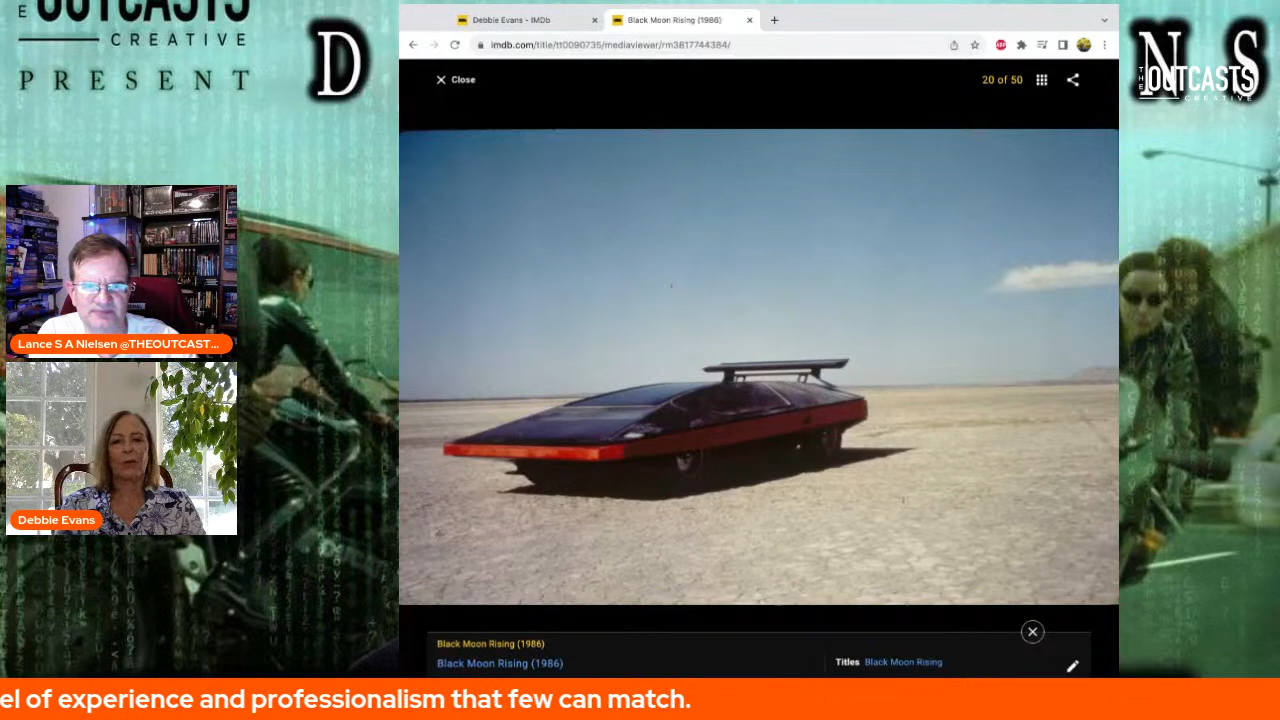 E OUTCASTS
CREATIVE
PRESENT
D
N S
THE OUTCASTS
CREATIVE
Debbie Evans - IMDb
Black Moon Rising (1986)
imdb.com/title/tt0090735/mediaviewer/rm3817744384/
ABP
Close
20 of 50
Lance S A Nielsen @THEOUTCAST...
Debbie Evans
Black Moon Rising (1986)
Black Moon Rising (1986)
Titles Black Moon Rising
el of experience and professionalism that few can match.